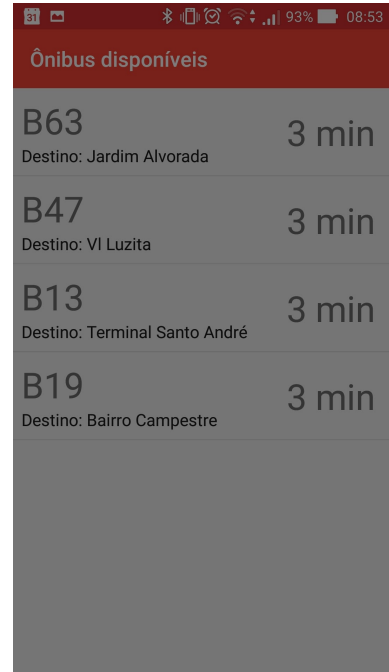 31 93% 08:53
Ônibus disponíveis
B63 3 min
Destino: Jardim Alvorada
B47 3 min
Destino: Vl Luzita
B13 3 min
Destino: Terminal Santo André
B19 3 min
Destino: Bairro Campestre